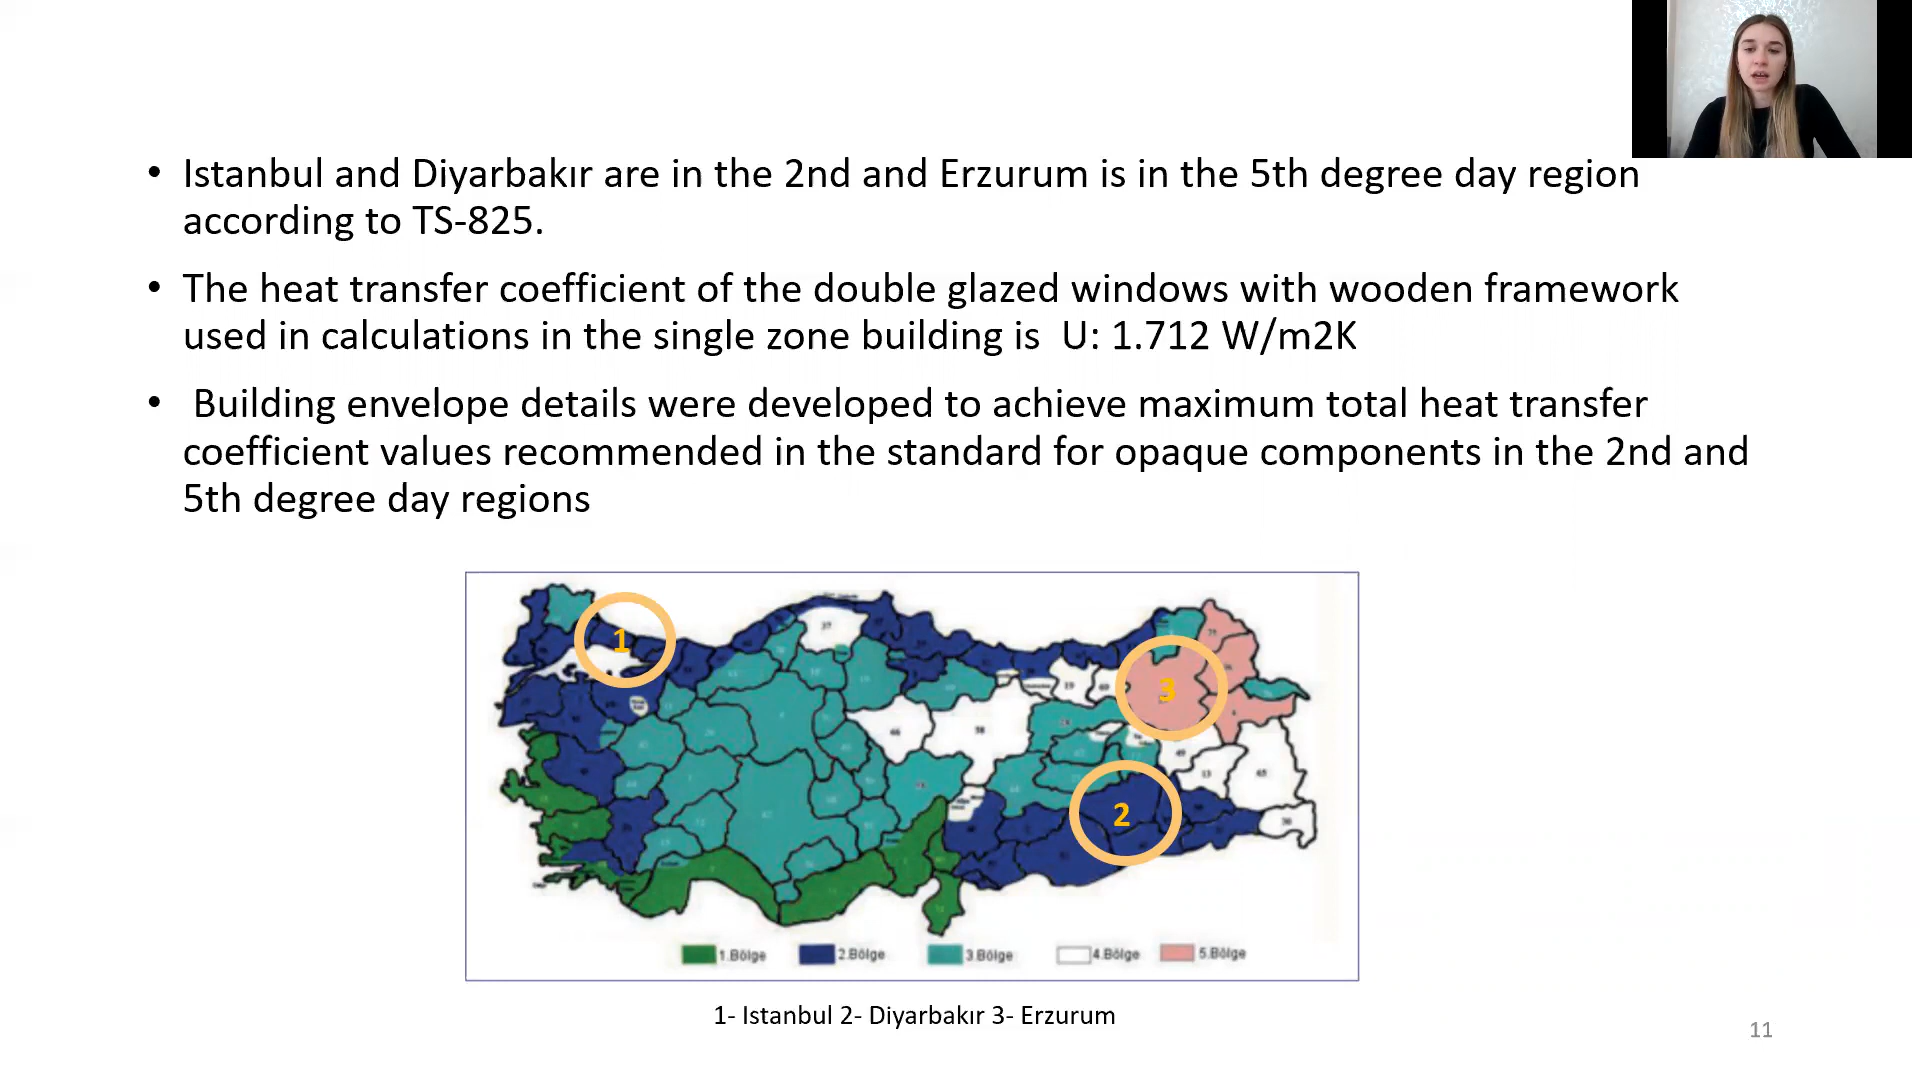 • Istanbul and Diyarbakır are in the 2nd and Erzurum is in the 5th degree day region
according to TS-825.
• The heat transfer coefficient of the double glazed windows with wooden framework
used in calculations in the single zone building is U: 1.712 W/m2K
• Building envelope details were developed to achieve maximum total heat transfer
coefficient values recommended in the standard for opaque components in the 2nd and
5th degree day regions
1
3
2
1.Bölge 2.Bölge 3.Bölge 4.Bölge 5.Bölge
1- Istanbul 2- Diyarbakır 3- Erzurum
11